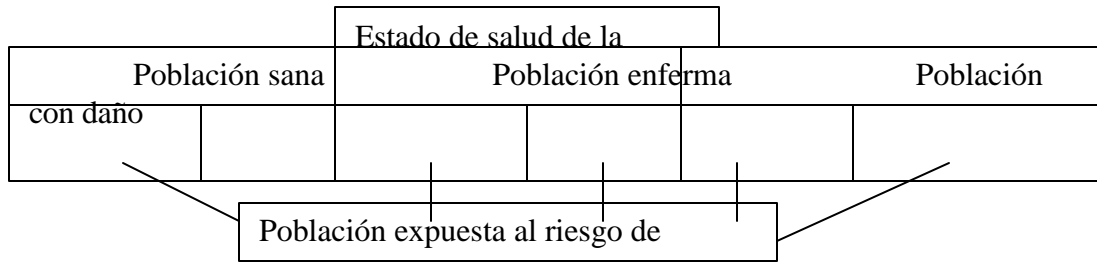 Estado de salud de la
Población sana Población enferma Población
con daño
Población expuesta al riesgo de